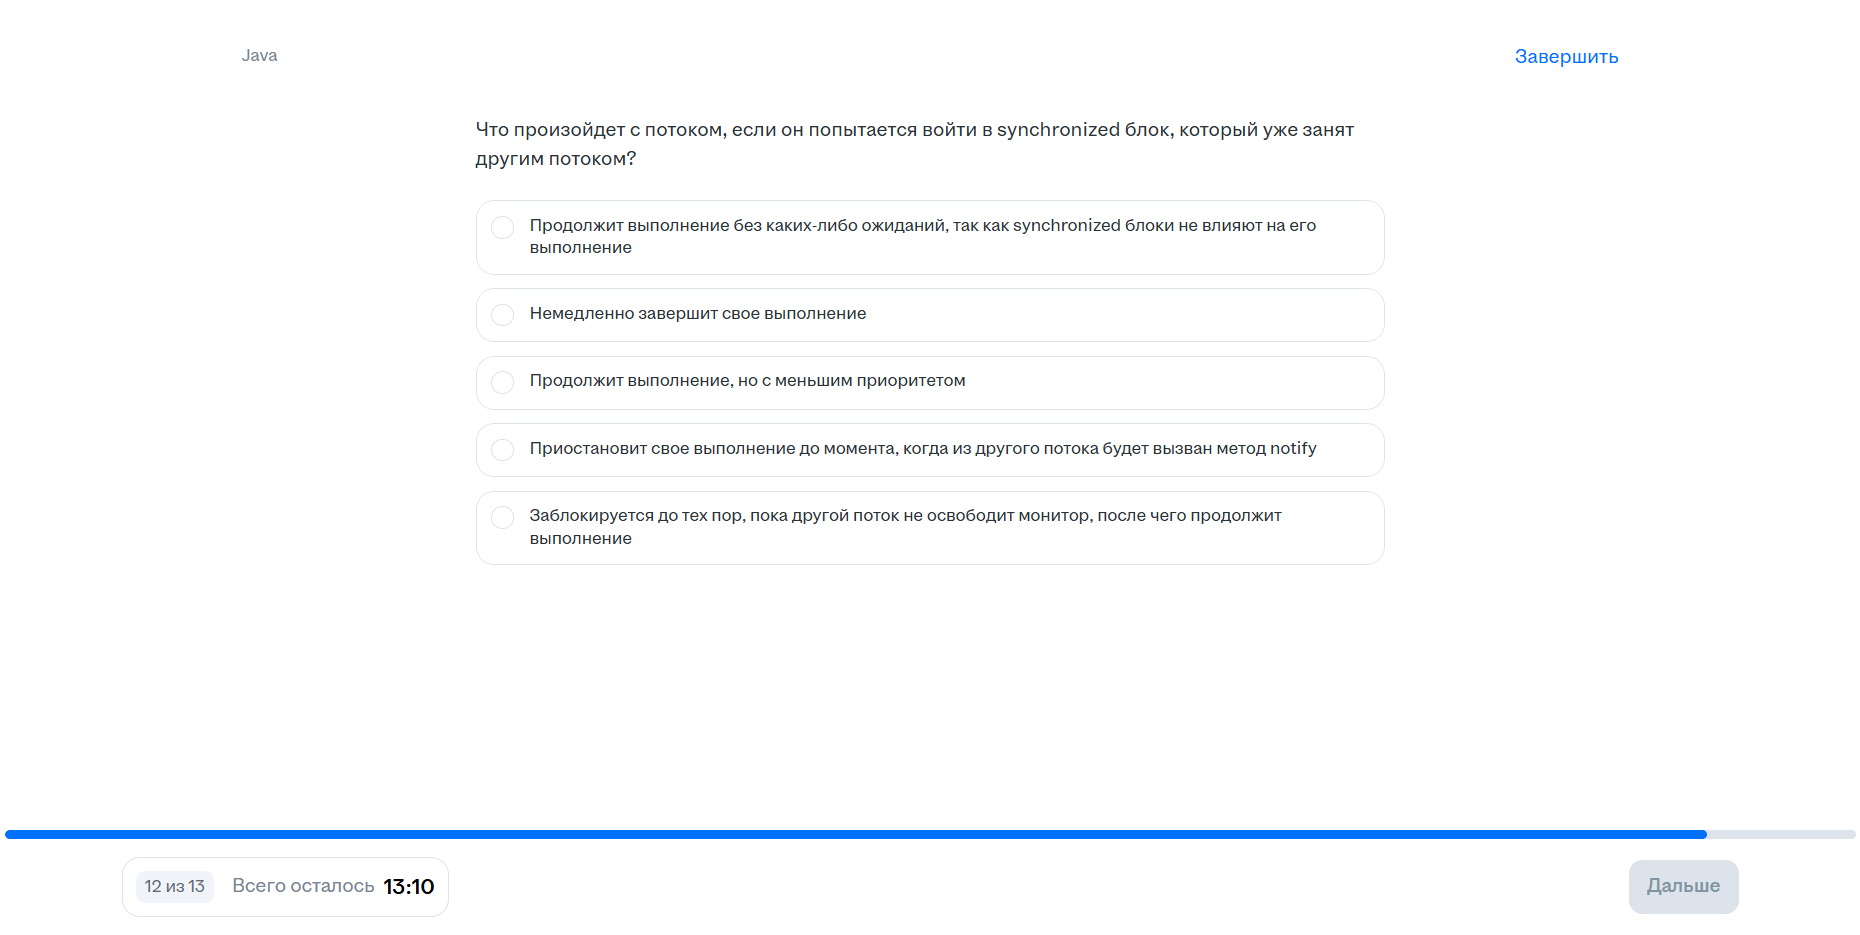 Java
Завершить
Что произойдет с потоком, если он попытается войти в synchronized блок, который уже занят
другим потоком?
Продолжит выполнение без каких-либо ожиданий, так как synchronized блоки не влияют на его
выполнение
Немедленно завершит свое выполнение
Продолжит выполнение, но с меньшим приоритетом
Приостановит свое выполнение до момента, когда из другого потока будет вызван метод notify
Заблокируется до тех пор, пока другой поток не освободит монитор, после чего продолжит
выполнение
12 из 13 Всего осталось 13:10
Дальше